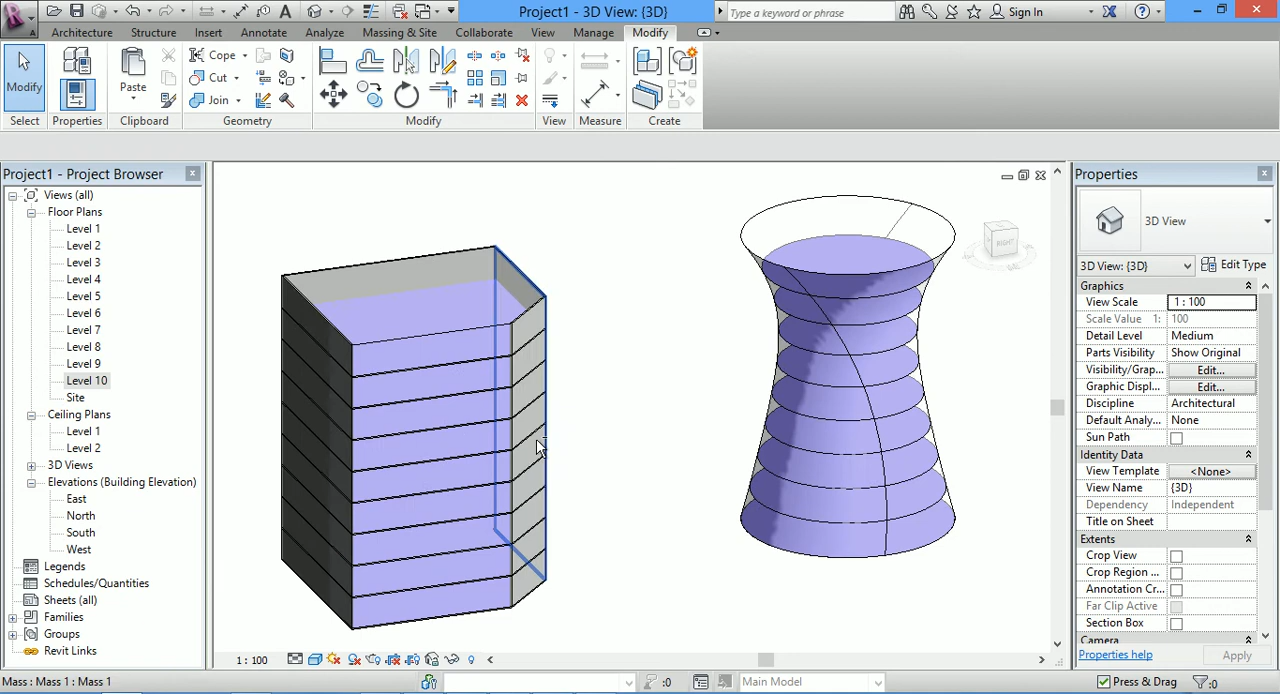 Project1 - 3D View: {3D}
Type a keyword or phrase
Sign In
Architecture
Structure
Insert
Annotate
Analyze
Massing & Site
Collaborate
View
Manage
Modify
Modify
Paste
Cope
Cut
Join
Select
Properties
Clipboard
Geometry
Modify
View
Measure
Create
Project1 - Project Browser
Views (all)
Floor Plans
Level 1
Level 2
Level 3
Level 4
Level 5
Level 6
Level 7
Level 8
Level 9
Level 10
Site
Ceiling Plans
Level 1
Level 2
3D Views
Elevations (Building Elevation)
East
North
South
West
Legends
Schedules/Quantities
Sheets (all)
Families
Groups
Revit Links
RIGHT
Properties
3D View
3D View: {3D}
Edit Type
Graphics
View Scale
1 : 100
Scale Value 1:
100
Detail Level
Medium
Parts Visibility
Show Original
Visibility/Grap...
Edit...
Graphic Displ...
Edit...
Discipline
Architectural
Default Analy...
None
Sun Path
Identity Data
View Template
<None>
View Name
{3D}
Dependency
Independent
Title on Sheet
Extents
Crop View
Crop Region ...
Annotation Cr...
Far Clip Active
Section Box
Camera
Properties help
Apply
1 : 100
Mass : Mass 1 : Mass 1
:0
Main Model
Press & Drag
:0